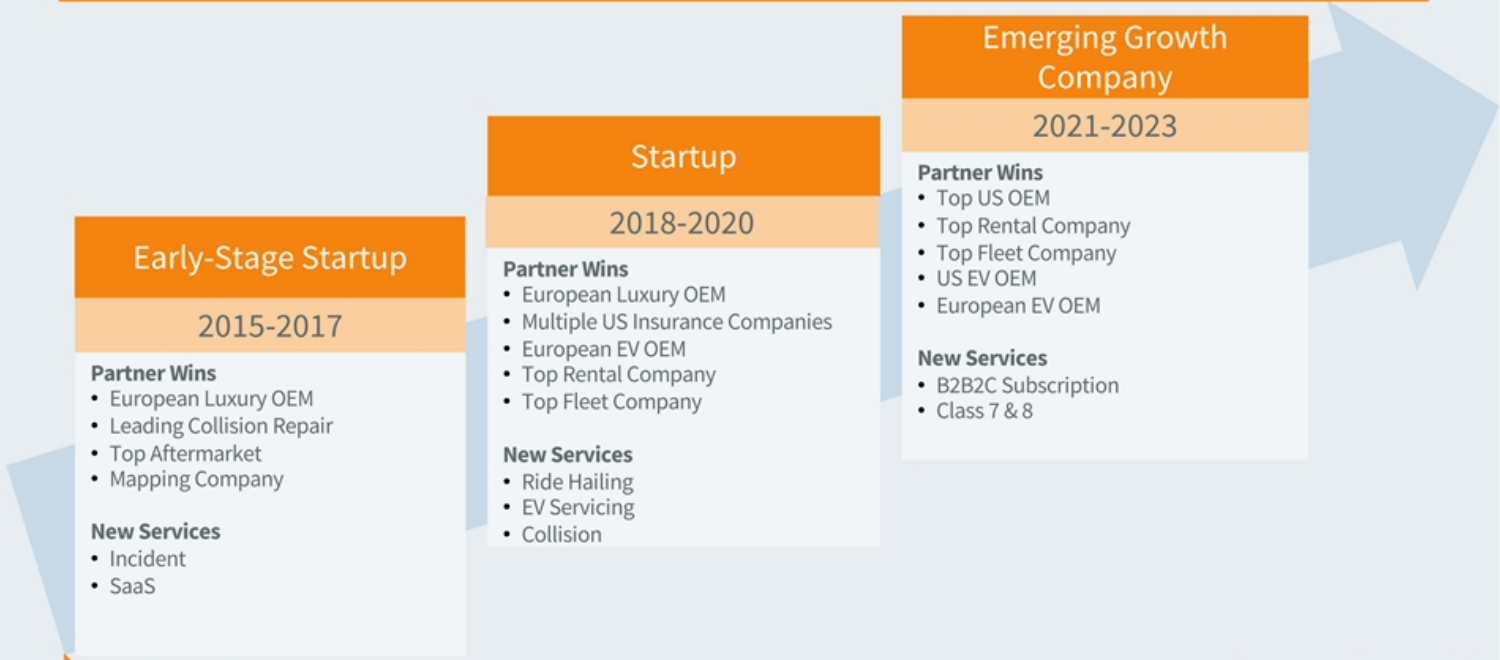 Early-Stage Startup
2015-2017
Partner Wins
• European Luxury OEM
• Leading Collision Repair
• Top Aftermarket
• Mapping Company
New Services
• Incident
• SaaS
Startup
2018-2020
Partner Wins
• European Luxury OEM
• Multiple US Insurance Companies
• European EV OEM
• Top Rental Company
• Top Fleet Company
New Services
• Ride Hailing
• EV Servicing
• Collision
Emerging Growth
Company
2021-2023
Partner Wins
• Top US OEM
• Top Rental Company
• Top Fleet Company
• US EV OEM
• European EV OEM
New Services
• B2B2C Subscription
• Class 7 & 8